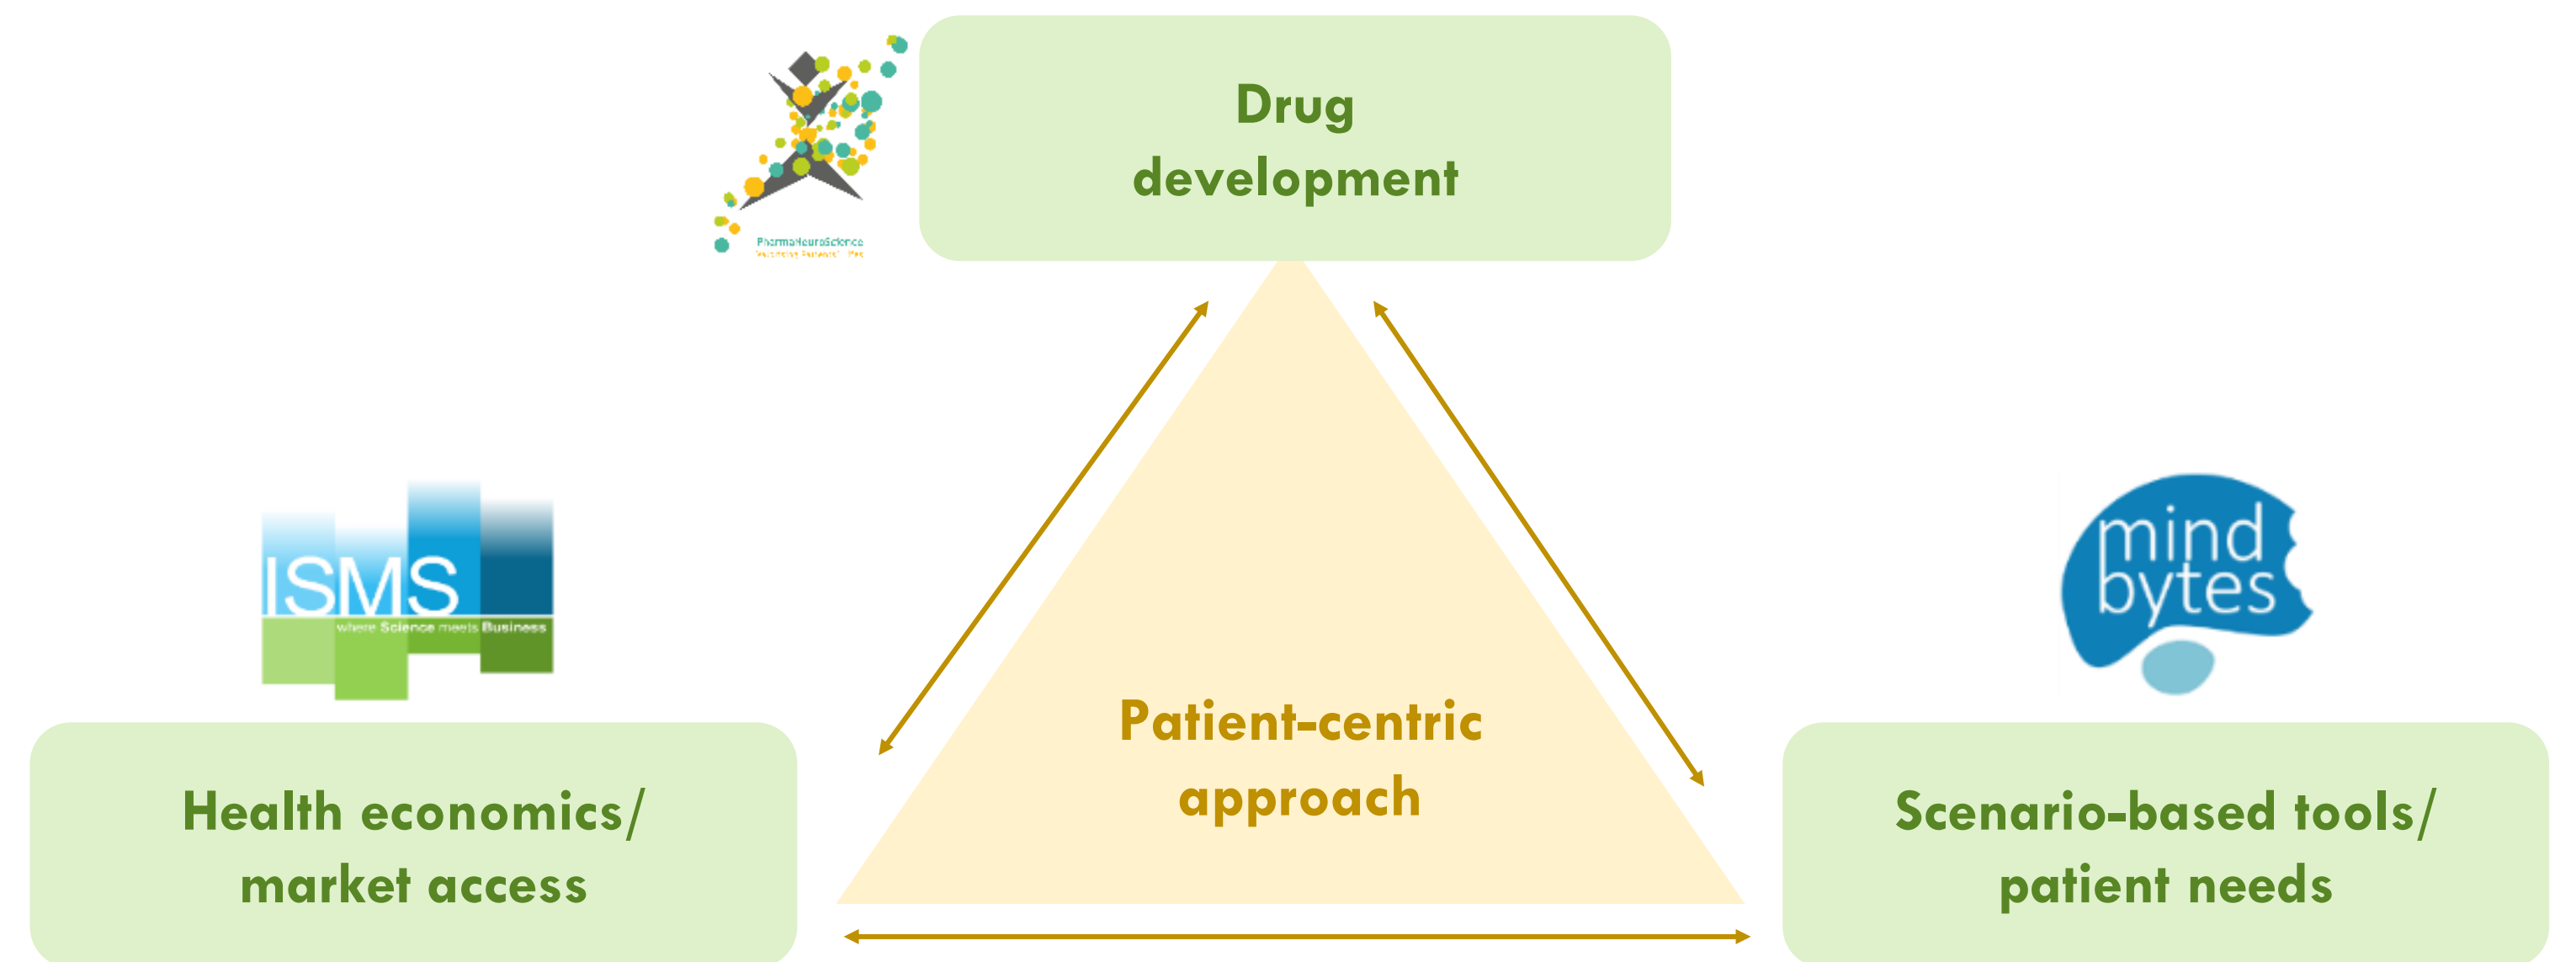 Drug
development
PharmaNeuroScience
ISMS
where Science meets Business
mind
bytes
Patient-centric
approach
Health economics/
market access
Scenario-based tools/
patient needs